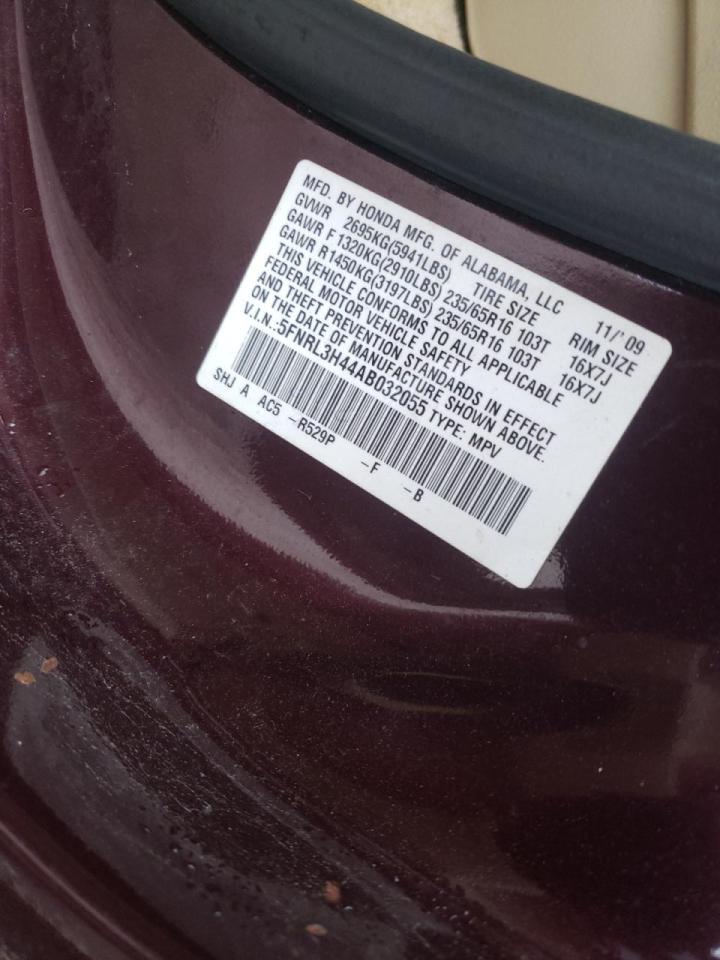 MFD. BY HONDA MFG. OF ALABAMA, LLC 11/'09
GVWR 2695KG(5941LBS) TIRE SIZE RIM SIZE
GAWR F 1320KG(2910LBS) 235/65R16 103T 16X7J
GAWR R1450KG(3197LBS) 235/65R16 103T 16X7J
THIS VEHICLE CONFORMS TO ALL APPLICABLE
FEDERAL MOTOR VEHICLE SAFETY
AND THEFT PREVENTION STANDARDS IN EFFECT
ON THE DATE OF MANUFACTURE SHOWN ABOVE.
V.I.N.:5FNRL3H44AB032055 TYPE: MPV
SHJ A AC5 -R529P -F -B